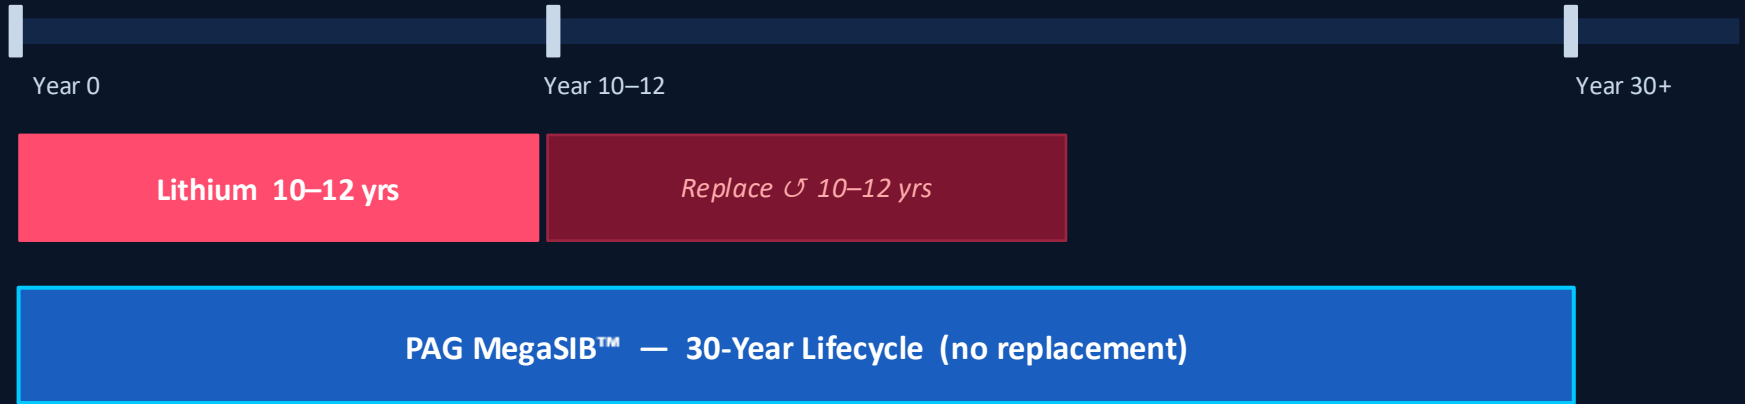 Year 0
Year 10–12
Year 30+
Lithium 10–12 yrs
Replace ↺ 10–12 yrs
PAG MegaSIB™ — 30-Year Lifecycle (no replacement)